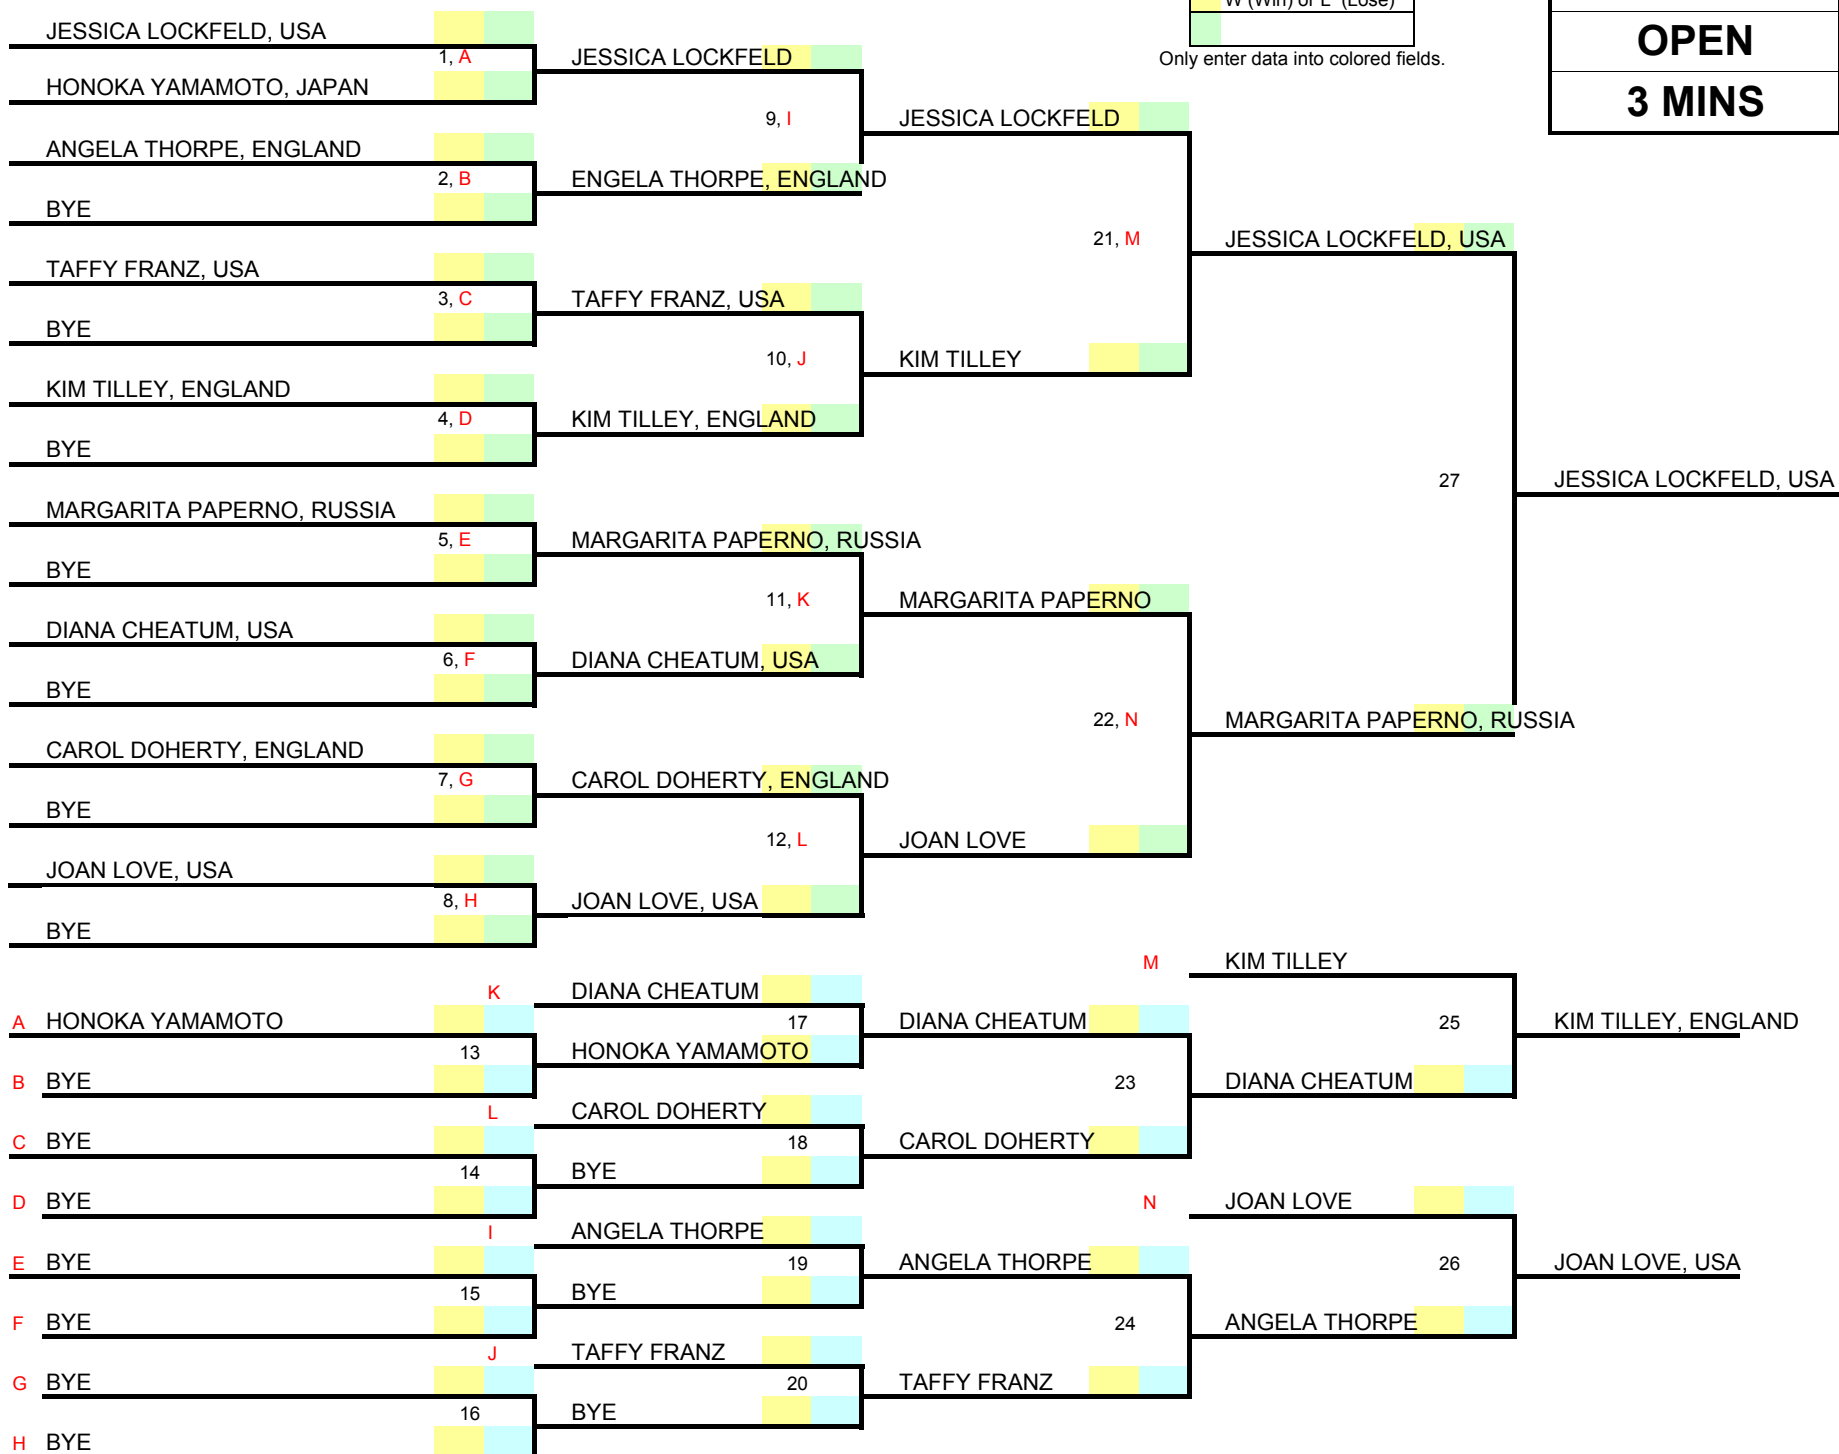 W (Win) or L (Lose)
OPEN
3 MINS
Only enter data into colored fields.
JESSICA LOCKFELD, USA
1, A
JESSICA LOCKFELD
HONOKA YAMAMOTO, JAPAN
9, I
JESSICA LOCKFELD
ANGELA THORPE, ENGLAND
2, B
ENGELA THORPE, ENGLAND
BYE
21, M
JESSICA LOCKFELD, USA
TAFFY FRANZ, USA
3, C
TAFFY FRANZ, USA
BYE
10, J
KIM TILLEY
KIM TILLEY, ENGLAND
4, D
KIM TILLEY, ENGLAND
BYE
27
JESSICA LOCKFELD, USA
MARGARITA PAPERNO, RUSSIA
5, E
MARGARITA PAPERNO, RUSSIA
BYE
11, K
MARGARITA PAPERNO
DIANA CHEATUM, USA
6, F
DIANA CHEATUM, USA
BYE
22, N
MARGARITA PAPERNO, RUSSIA
CAROL DOHERTY, ENGLAND
7, G
CAROL DOHERTY, ENGLAND
BYE
12, L
JOAN LOVE
JOAN LOVE, USA
8, H
JOAN LOVE, USA
BYE
M
KIM TILLEY
K
DIANA CHEATUM
A HONOKA YAMAMOTO
17
DIANA CHEATUM
25
KIM TILLEY, ENGLAND
13
HONOKA YAMAMOTO
B BYE
23
DIANA CHEATUM
L
CAROL DOHERTY
C BYE
18
CAROL DOHERTY
14
BYE
D BYE
N
JOAN LOVE
I
ANGELA THORPE
E BYE
19
ANGELA THORPE
26
JOAN LOVE, USA
15
BYE
F BYE
24
ANGELA THORPE
J
TAFFY FRANZ
G BYE
20
TAFFY FRANZ
16
BYE
H BYE